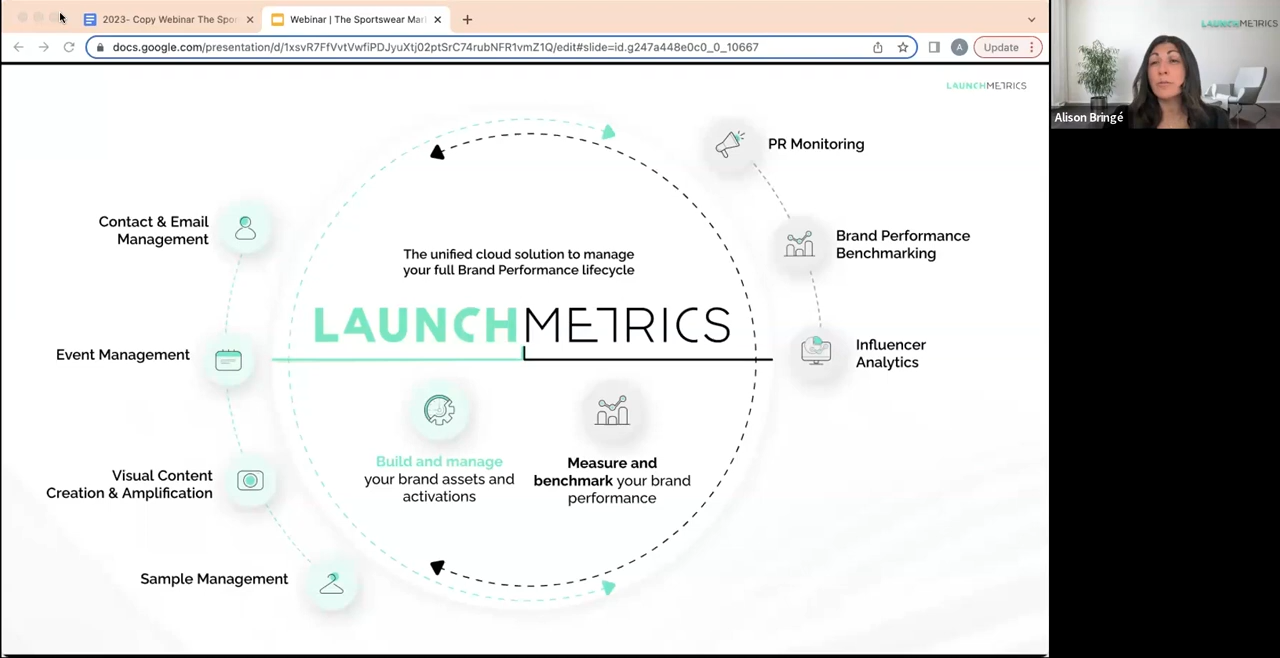 2023- Copy Webinar The Spo
Webinar | The Sportswear Mar
docs.google.com/presentation/d/1xsvR7FfVvtVwfiPDJyuXtj02ptSrC74rubNFR1vmZ1Q/edit#slide=id.g247a448e0c0_0_10667
A
Update
LAUNCHMETRICS
LAUNCHMETRICS
Alison Bringé
PR Monitoring
Contact & Email
Management
Brand Performance
Benchmarking
The unified cloud solution to manage
your full Brand Performance lifecycle
LAUNCHMETRICS
Event Management
Influencer
Analytics
Build and manage
your brand assets and
activations
Measure and
benchmark your brand
performance
Visual Content
Creation & Amplification
Sample Management